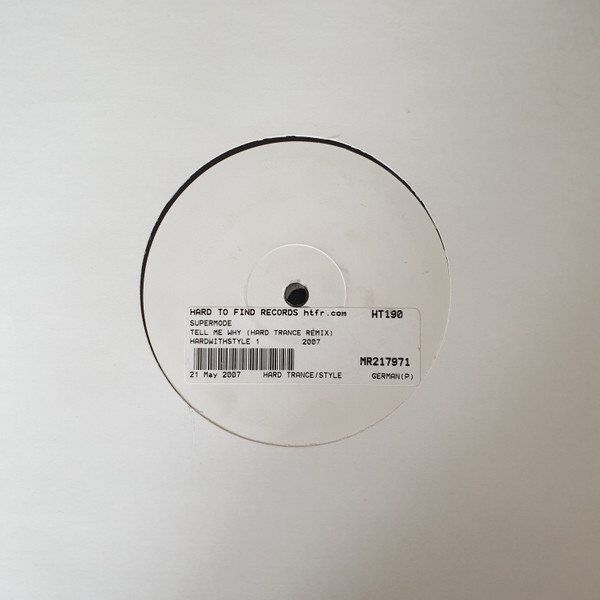 HARD TO FIND RECORDS htfr.com HT190
SUPERMODE
TELL ME WHY (HARD TRANCE REMIX)
HARDWITHSTYLE 1 2007
MR217971
21 May 2007 HARD TRANCE/STYLE GERMAN(P)